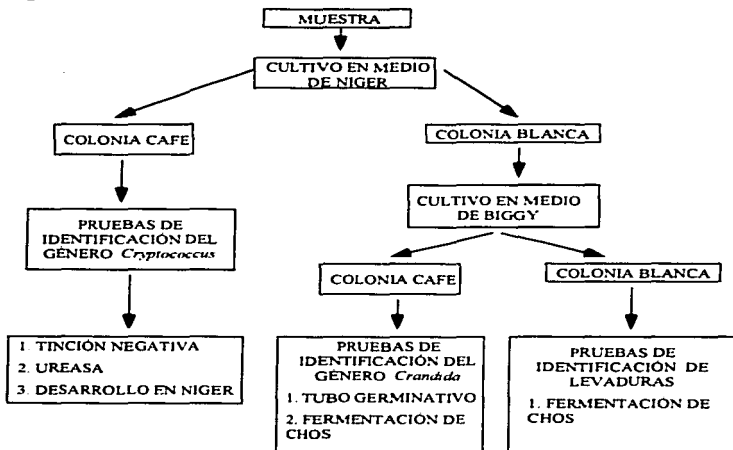 MUESTRA
CULTIVO EN MEDIO
DE NIGER
COLONIA CAFE
COLONIA BLANCA
PRUEBAS DE
IDENTIFICACIÓN DEL
GÉNERO Cryptococcus
CULTIVO EN MEDIO
DE BIGGY
COLONIA CAFE
COLONIA BLANCA
1. TINCIÓN NEGATIVA
2. UREASA
3. DESARROLLO EN NIGER
PRUEBAS DE
IDENTIFICACIÓN DEL
GÉNERO Crandida
1. TUBO GERMINATIVO
2. FERMENTACIÓN DE
CHOS
PRUEBAS DE
IDENTIFICACIÓN DE
LEVADURAS
1. FERMENTACIÓN DE
CHOS